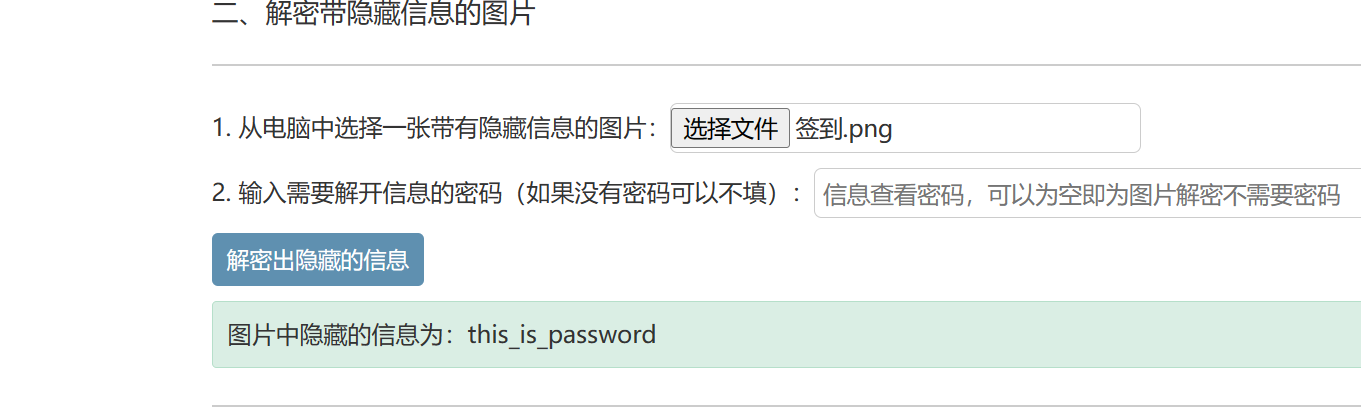 二、解密带隐藏信息的图片
1. 从电脑中选择一张带有隐藏信息的图片：选择文件 签到.png
2. 输入需要解开信息的密码（如果没有密码可以不填）：信息查看密码，可以为空即为图片解密不需要密码
解密出隐藏的信息
图片中隐藏的信息为：this_is_password